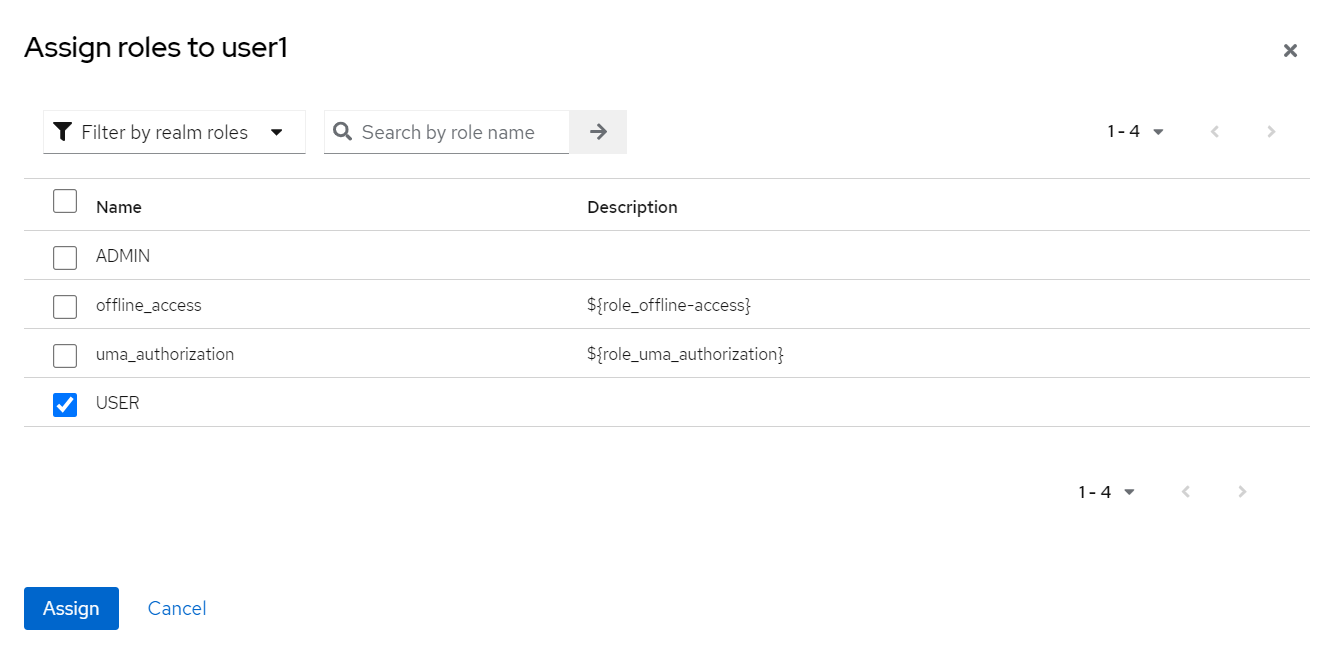 Assign roles to user1
Filter by realm roles
Search by role name
1 - 4
Name Description
ADMIN
offline_access ${role_offline-access}
uma_authorization ${role_uma_authorization}
USER
1 - 4
Assign Cancel